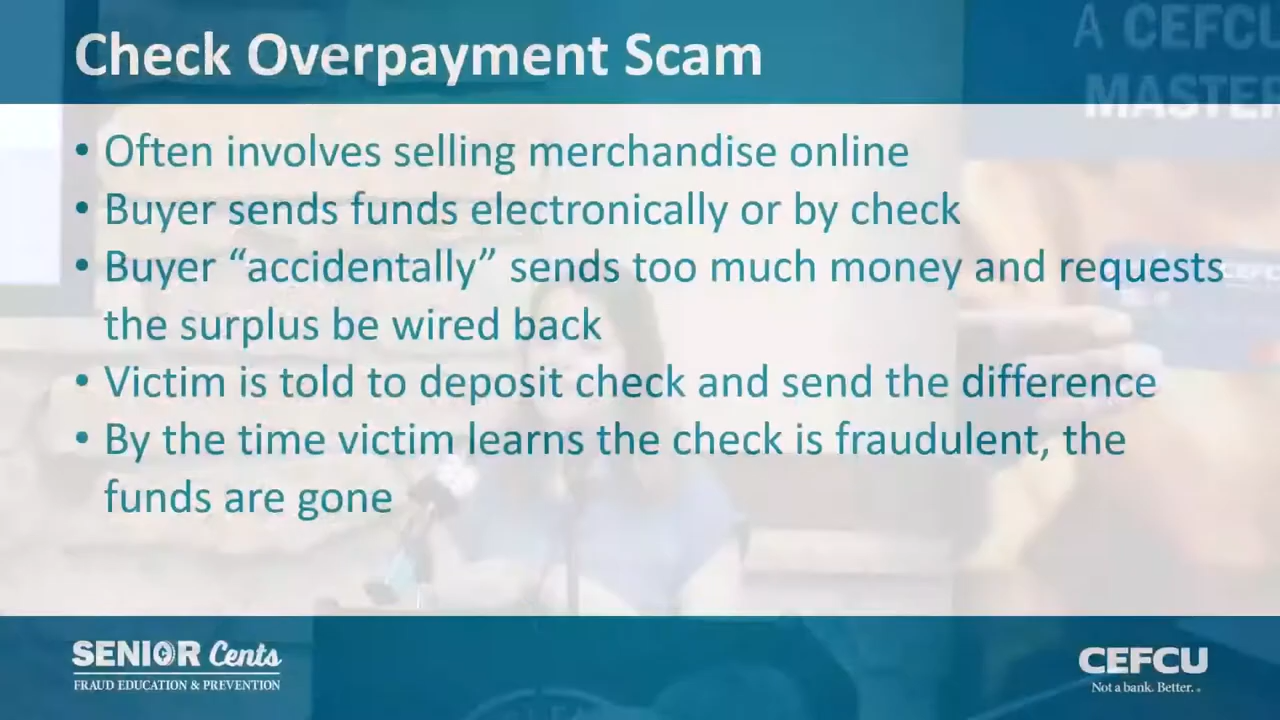 Check Overpayment Scam
A CEFCU
MASTER
• Often involves selling merchandise online
• Buyer sends funds electronically or by check
• Buyer “accidentally” sends too much money and requests
the surplus be wired back
• Victim is told to deposit check and send the difference
• By the time victim learns the check is fraudulent, the
funds are gone
SENIOR Cents
FRAUD EDUCATION & PREVENTION
CEFCU
Not a bank. Better.